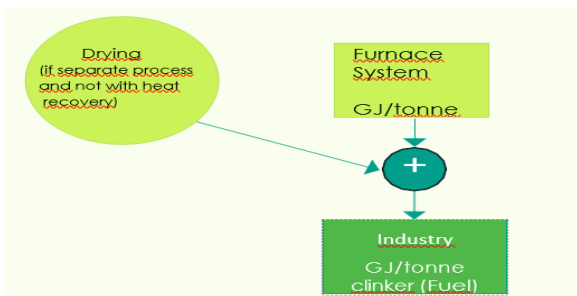 Drying
(if separate process
and not with heat
recovery)
Furnace
System
GJ/tonne
+
Industry
GJ/tonne
clinker (Fuel)